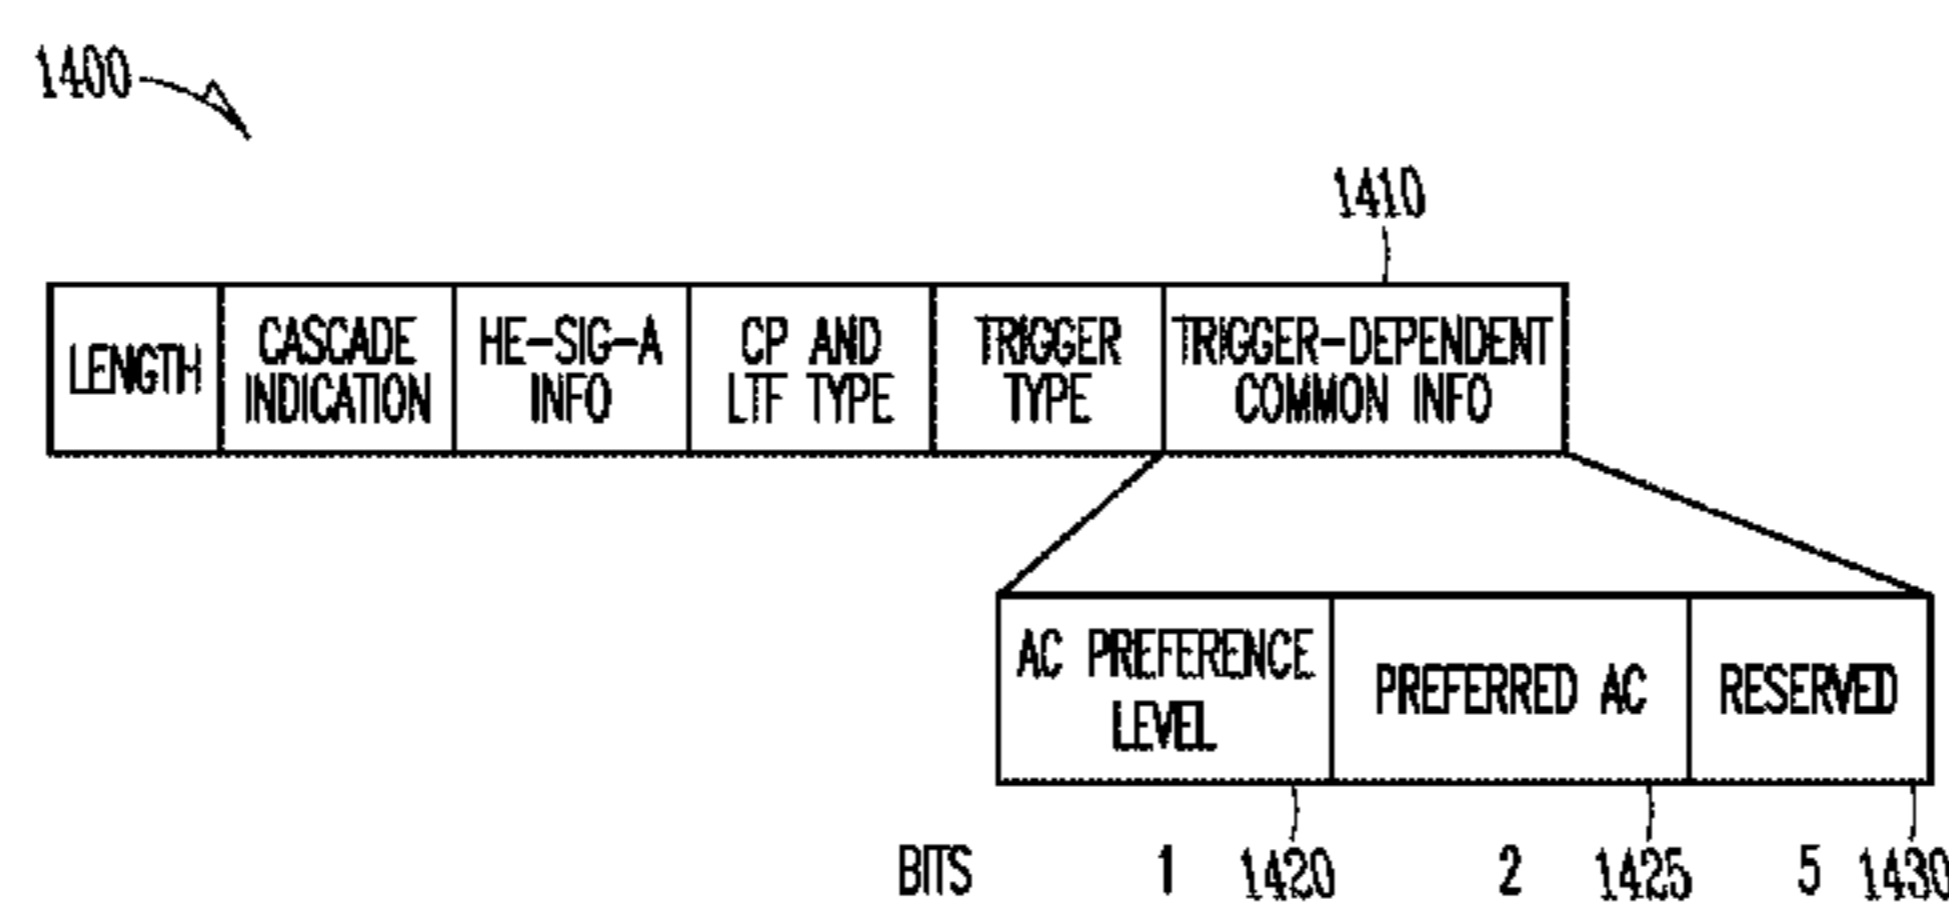 1400
1410
LENGTH
CASCADE INDICATION
HE-SIG-A INFO
CP AND LTF TYPE
TRIGGER TYPE
TRIGGER-DEPENDENT COMMON INFO
AC PREFERENCE LEVEL
PREFERRED AC
RESERVED
BITS 1 1420 2 1425 5 1430